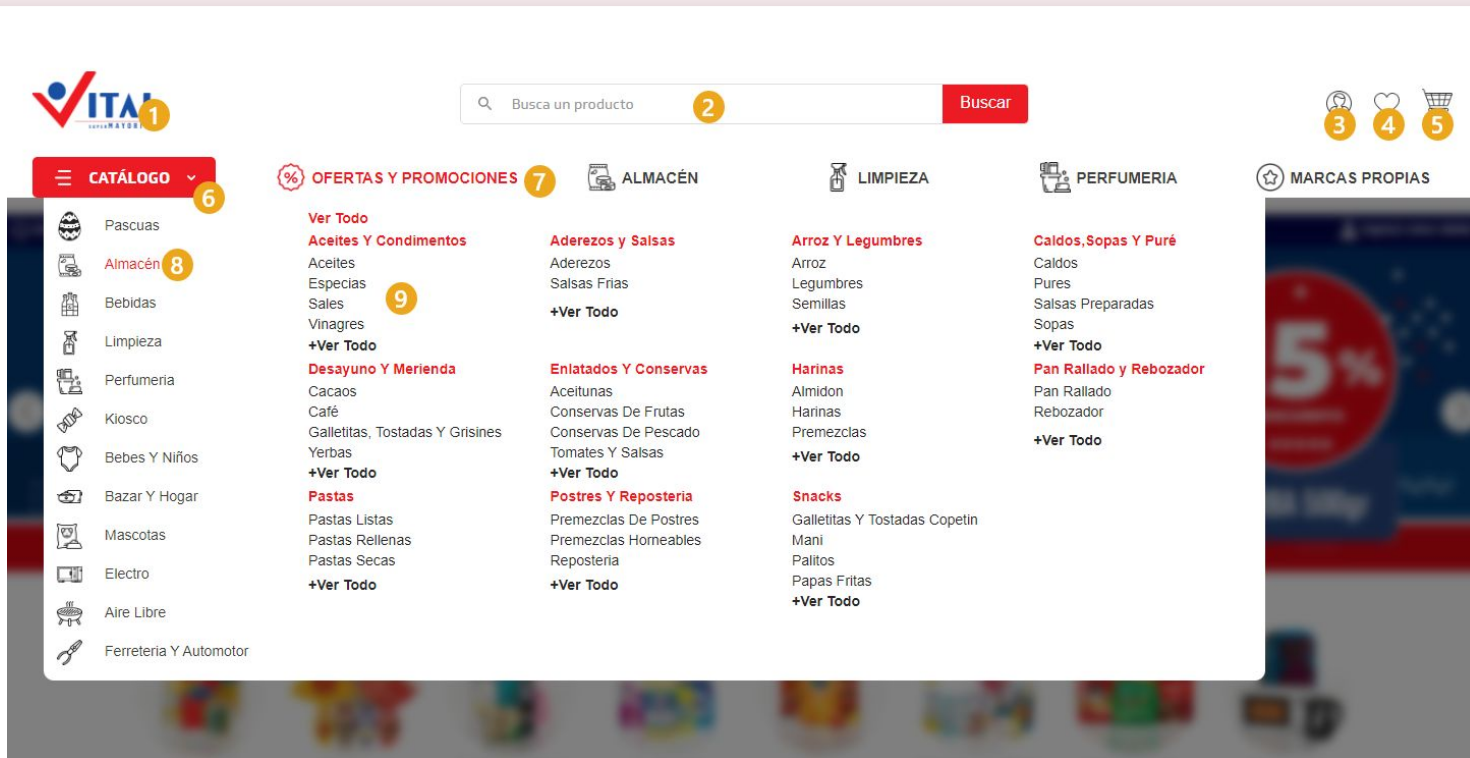 VITAL
SUPERMAYORISTA
1
Busca un producto
2
Buscar
3
4
5
CATÁLOGO
6
OFERTAS Y PROMOCIONES
7
ALMACÉN
LIMPIEZA
PERFUMERIA
MARCAS PROPIAS
Pascuas
Almacén
8
Bebidas
Limpieza
Perfumeria
Kiosco
Bebes Y Niños
Bazar Y Hogar
Mascotas
Electro
Aire Libre
Ferreteria Y Automotor
Ver Todo
Aceites Y Condimentos
Aceites
Especias
Sales
9
Vinagres
+Ver Todo
Aderezos y Salsas
Aderezos
Salsas Frias
+Ver Todo
Arroz Y Legumbres
Arroz
Legumbres
Semillas
+Ver Todo
Caldos,Sopas Y Puré
Caldos
Pures
Salsas Preparadas
Sopas
+Ver Todo
Desayuno Y Merienda
Cacaos
Café
Galletitas, Tostadas Y Grisines
Yerbas
+Ver Todo
Enlatados Y Conservas
Aceitunas
Conservas De Frutas
Conservas De Pescado
Tomates Y Salsas
+Ver Todo
Harinas
Almidon
Harinas
Premezclas
+Ver Todo
Pan Rallado y Rebozador
Pan Rallado
Rebozador
+Ver Todo
Pastas
Pastas Listas
Pastas Rellenas
Pastas Secas
+Ver Todo
Postres Y Reposteria
Premezclas De Postres
Premezclas Horneables
Reposteria
+Ver Todo
Snacks
Galletitas Y Tostadas Copetin
Mani
Palitos
Papas Fritas
+Ver Todo
5%